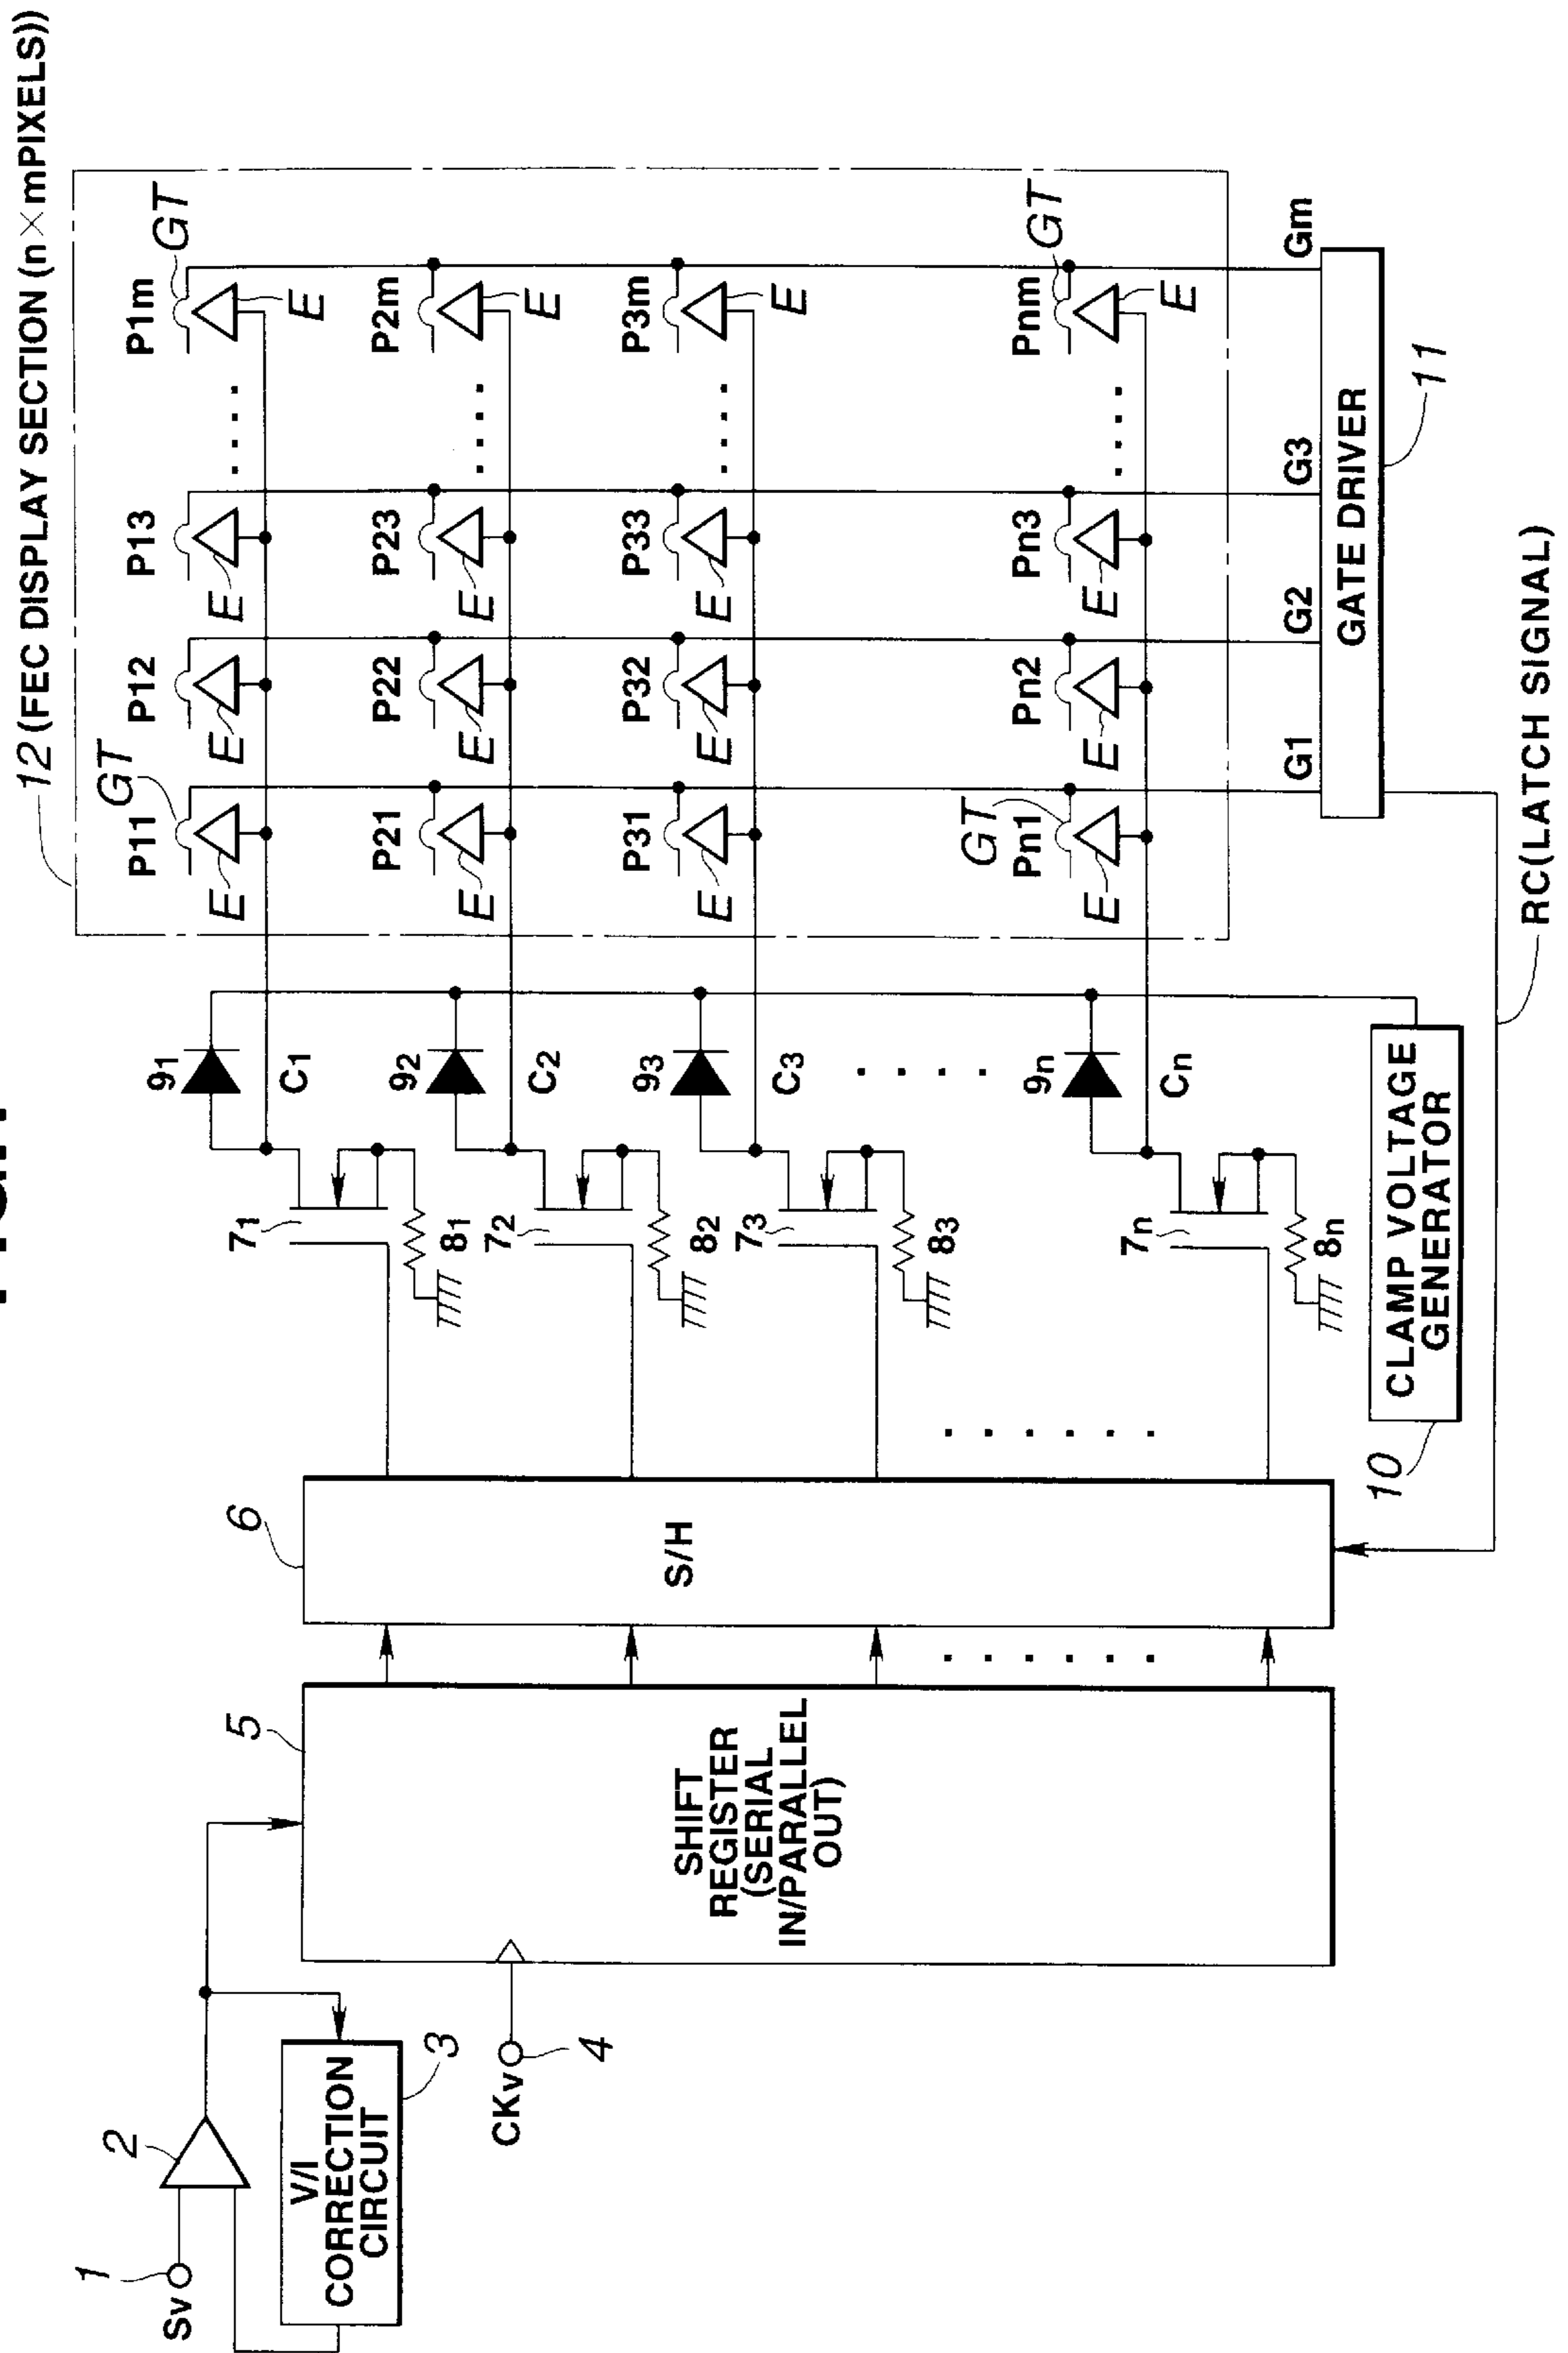 12 (FEC DISPLAY SECTION (n×mPIXELS))
P11 GT P12 P13 P1m GT
E E E E
P21 P22 P23 P2m
E E E E
P31 P32 P33 P3m
E E E E
GT Pn1 Pn2 Pn3 Pnm GT
E E E E
G1 G2 G3 Gm
GATE DRIVER
11
RC(LATCH SIGNAL)
91 C1
71 81
92 C2
72 82
93 C3
73 83
9n Cn
7n 8n
CLAMP VOLTAGE
GENERATOR
10
6
S/H
5
SHIFT
REGISTER
(SERIAL
IN/PARALLEL
OUT)
1
Sv
2
V/I
CORRECTION
CIRCUIT
3
CKv
4